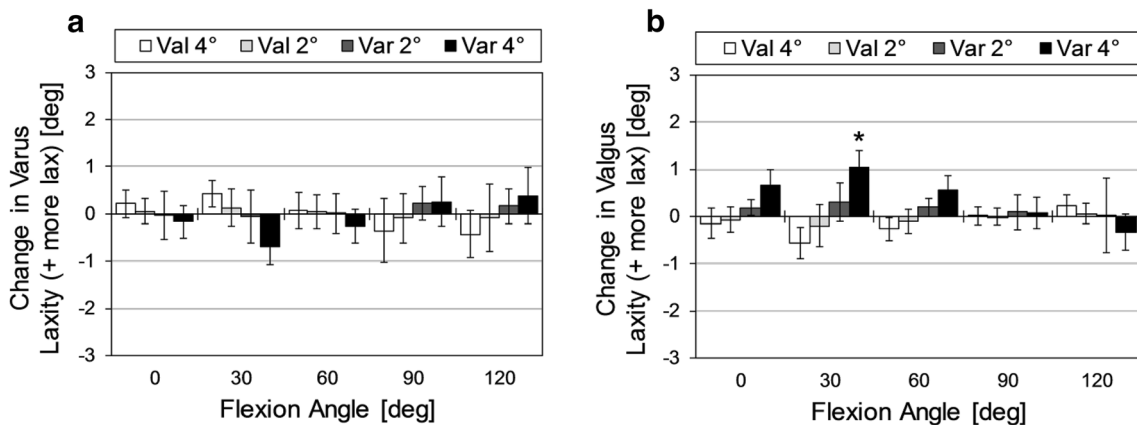 a
Val 4° Val 2° Var 2° Var 4°
Change in Varus
Laxity (+ more lax) [deg]
3
2
1
0
-1
-2
-3
0 30 60 90 120
Flexion Angle [deg]
b
Val 4° Val 2° Var 2° Var 4°
Change in Valgus
Laxity (+ more lax) [deg]
3
2
1
0
-1
-2
-3
*
0 30 60 90 120
Flexion Angle [deg]